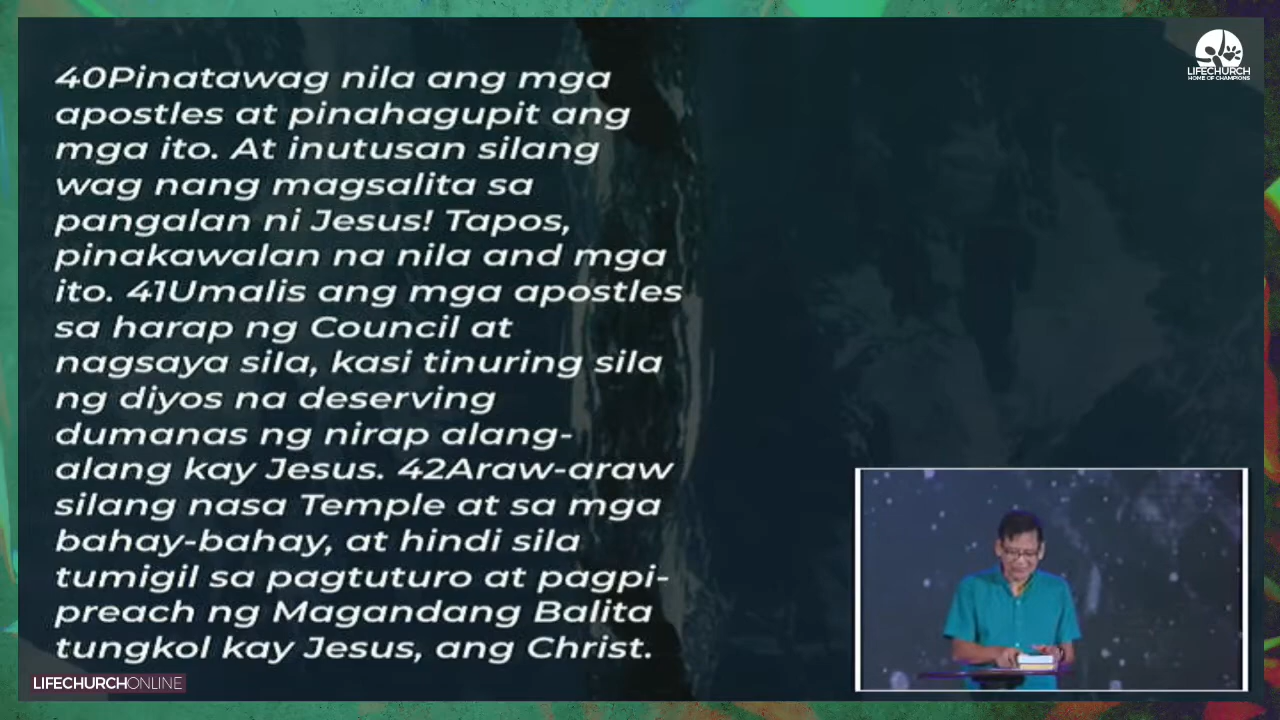 40Pinatawag nila ang mga
apostles at pinahagupit ang
mga ito. At inutusan silang
wag nang magsalita sa
pangalan ni Jesus! Tapos,
pinakawalan na nila and mga
ito. 41Umalis ang mga apostles
sa harap ng Council at
nagsaya sila, kasi tinuring sila
ng diyos na deserving
dumanas ng nirap alang-
alang kay Jesus. 42Araw-araw
silang nasa Temple at sa mga
bahay-bahay, at hindi sila
tumigil sa pagtuturo at pagpi-
preach ng Magandang Balita
tungkol kay Jesus, ang Christ.
LIFECHURCH
HOME OF CHAMPIONS
LIFECHURCHONLINE